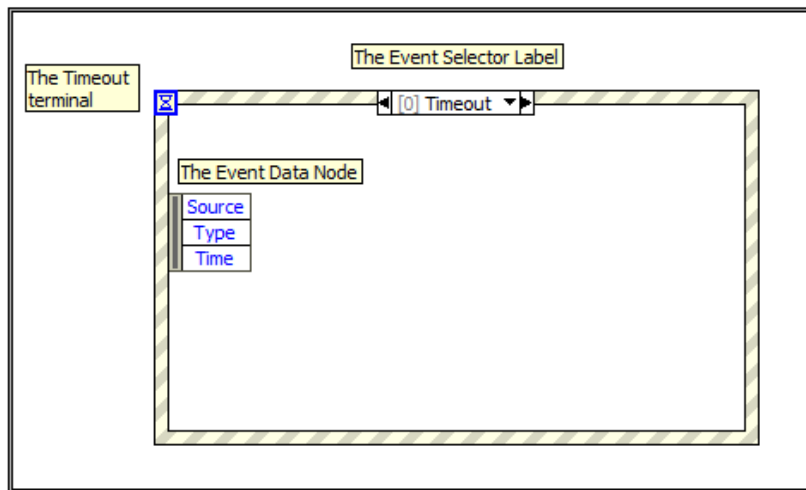 The Event Selector Label
The Timeout
terminal
[0] Timeout
The Event Data Node
Source
Type
Time